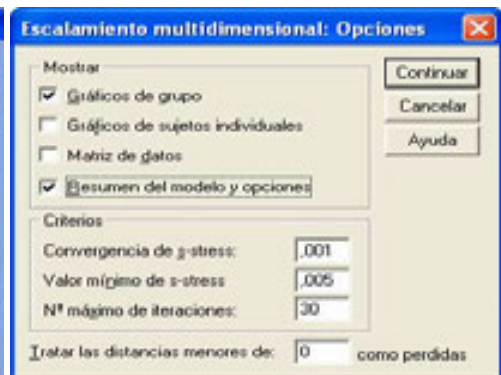 Escalamiento multidimensional: Opciones
Mostrar
Gráficos de grupo
Gráficos de sujetos individuales
Matriz de datos
Resumen del modelo y opciones
Continuar
Cancelar
Ayuda
Criterios
Convergencia de s-stress: ,001
Valor mínimo de s-stress ,005
Nº máximo de iteraciones: 30
Tratar las distancias menores de: 0 como perdidas